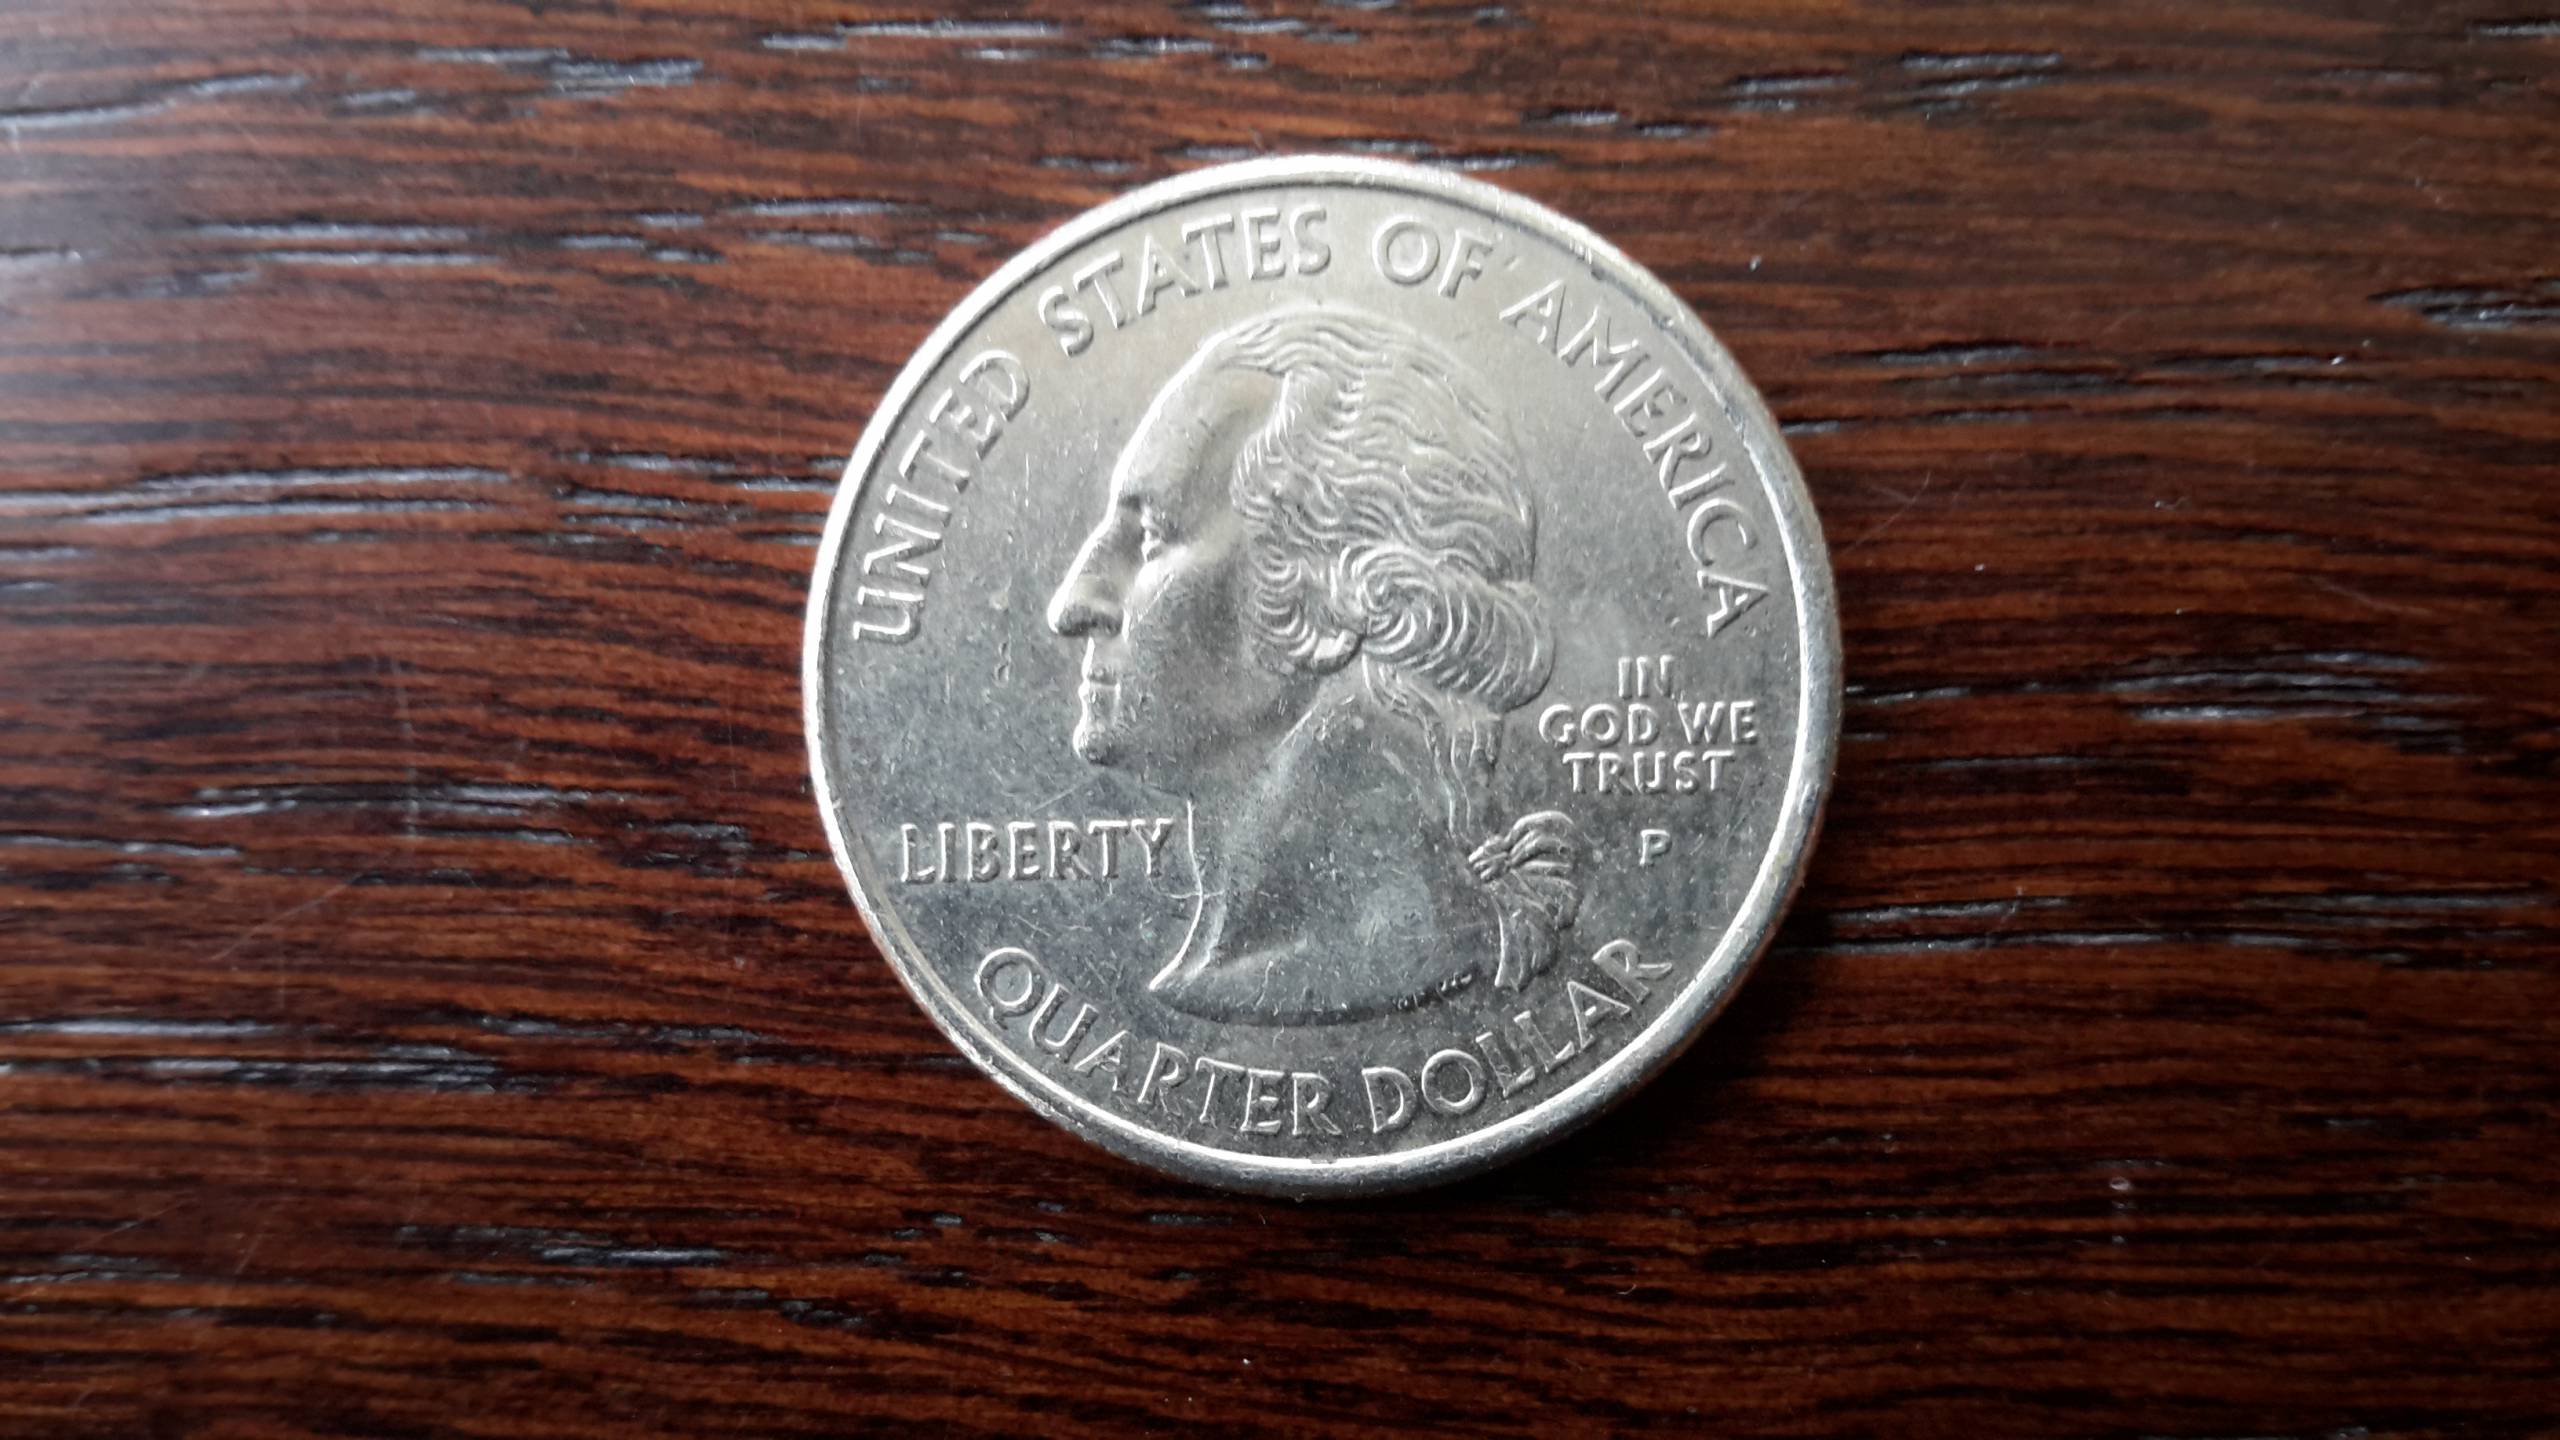 UNITED STATES OF AMERICA
IN
GOD WE
TRUST
LIBERTY
P
QUARTER DOLLAR